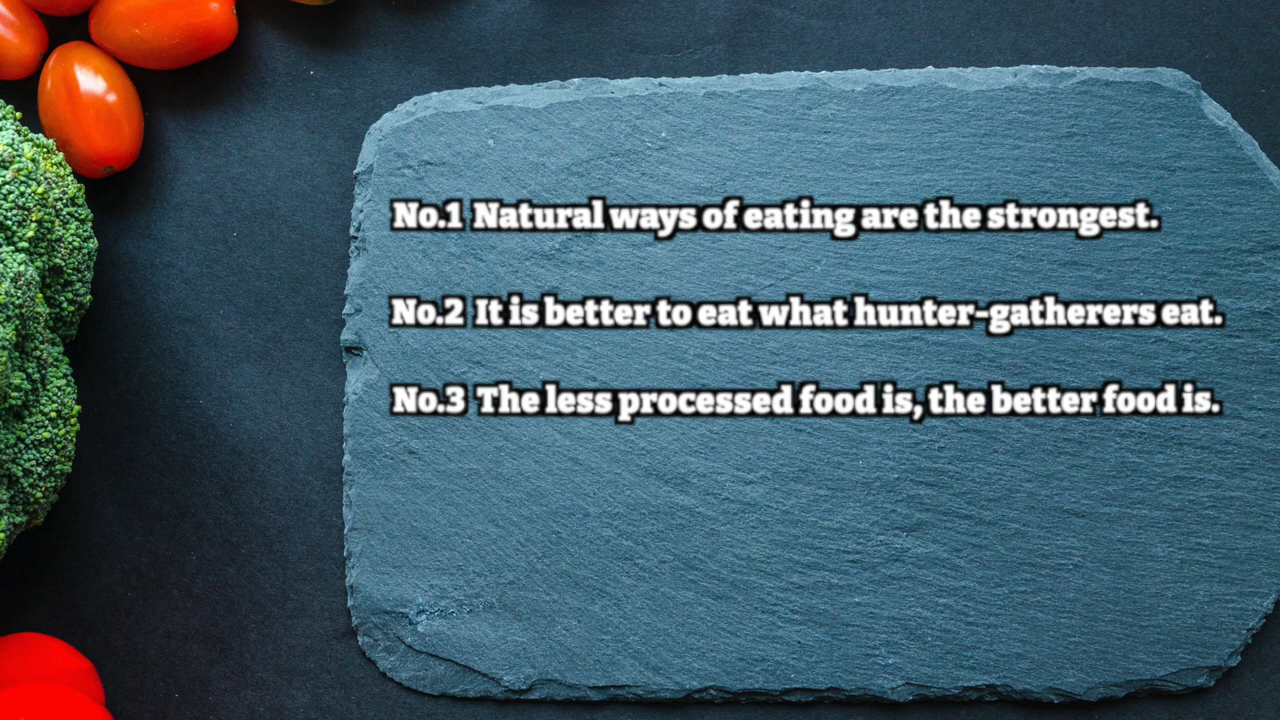 No.1 Natural ways of eating are the strongest.
No.2 It is better to eat what hunter-gatherers eat.
No.3 The less processed food is, the better food is.